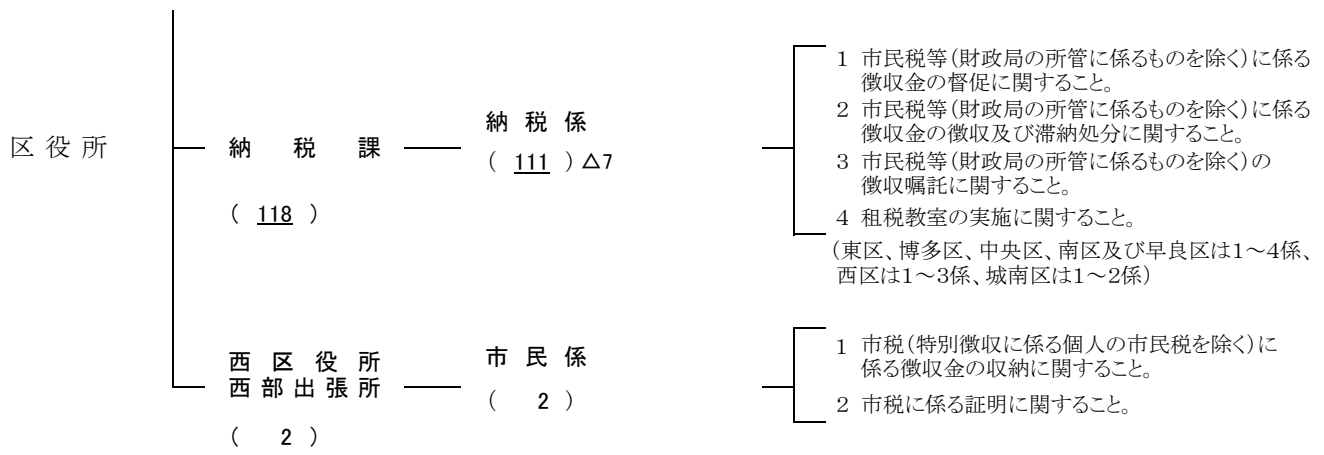 区役所
納税課
( 118 )
納税係
( 111 ) △7
1 市民税等(財政局の所管に係るものを除く)に係る
徴収金の督促に関すること。
2 市民税等(財政局の所管に係るものを除く)に係る
徴収金の徴収及び滞納処分に関すること。
3 市民税等(財政局の所管に係るものを除く)の
徴収嘱託に関すること。
4 租税教室の実施に関すること。
(東区、博多区、中央区、南区及び早良区は1~4係、
西区は1~3係、城南区は1~2係)
西区役所
西部出張所
( 2 )
市民係
( 2 )
1 市税(特別徴収に係る個人の市民税を除く)に
係る徴収金の収納に関すること。
2 市税に係る証明に関すること。